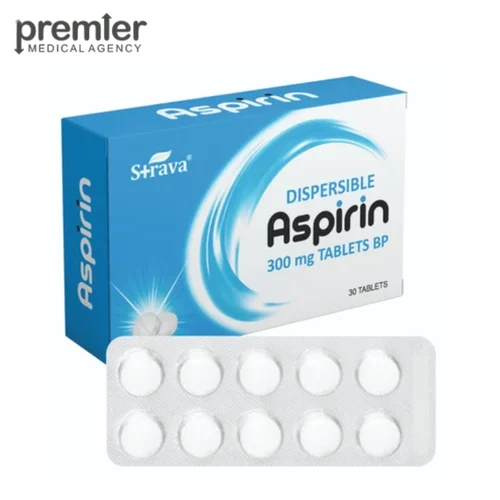 premier
MEDICAL AGENCY
Aspirin
Strava®
DISPERSIBLE
Aspirin
300 mg TABLETS BP
30 TABLETS
Aspirin